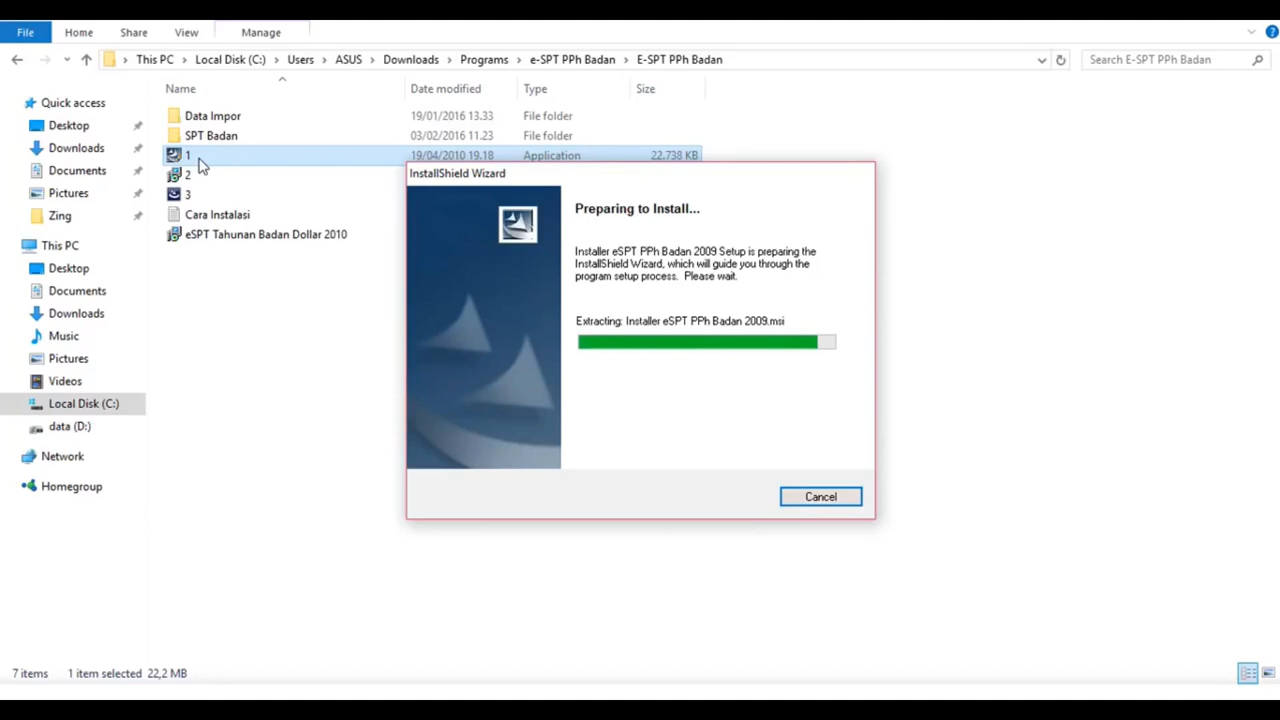 File Home Share View Manage
This PC Local Disk (C:) Users ASUS Downloads Programs e-SPT PPh Badan E-SPT PPh Badan Search E-SPT PPh Badan
Name Date modified Type Size
Quick access
Desktop
Downloads
Documents
Pictures
Zing
This PC
Desktop
Documents
Downloads
Music
Pictures
Videos
Local Disk (C:)
data (D:)
Network
Homegroup
Data Impor 19/01/2016 13.33 File folder
SPT Badan 03/02/2016 11.23 File folder
1 19/04/2010 19.18 Application 22.738 KB
2
3
Cara Instalasi
eSPT Tahunan Badan Dollar 2010
InstallShield Wizard
Preparing to Install...
Installer eSPT PPh Badan 2009 Setup is preparing the
InstallShield Wizard, which will guide you through the
program setup process. Please wait.
Extracting: Installer eSPT PPh Badan 2009.msi
Cancel
7 items 1 item selected 22,2 MB